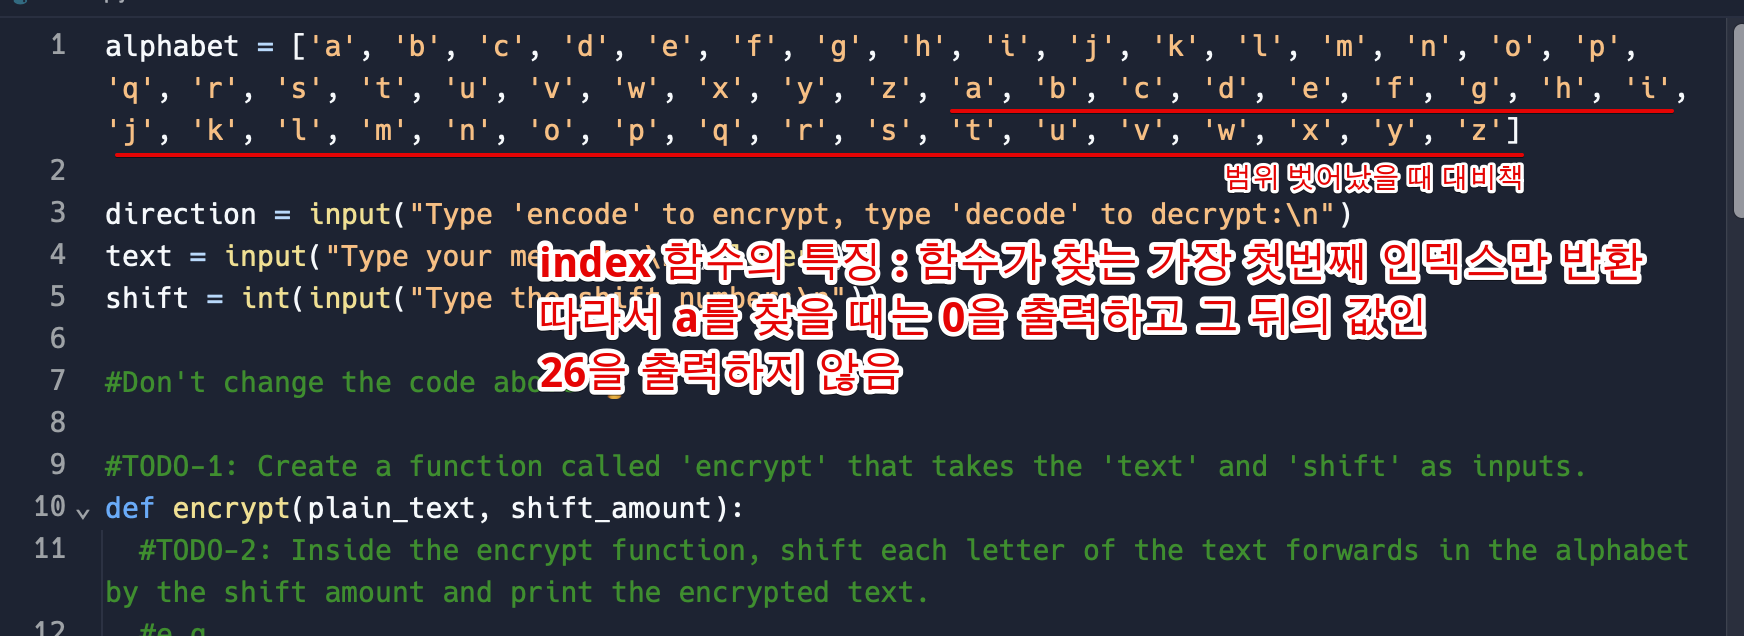 1 alphabet = ['a', 'b', 'c', 'd', 'e', 'f', 'g', 'h', 'i', 'j', 'k', 'l', 'm', 'n', 'o', 'p',
'q', 'r', 's', 't', 'u', 'v', 'w', 'x', 'y', 'z', 'a', 'b', 'c', 'd', 'e', 'f', 'g', 'h', 'i',
'j', 'k', 'l', 'm', 'n', 'o', 'p', 'q', 'r', 's', 't', 'u', 'v', 'w', 'x', 'y', 'z']
2
범위 벗어났을 때 대비책
3 direction = input("Type 'encode' to encrypt, type 'decode' to decrypt:\n")
4 text = input("Type your me
index 함수의 특징 : 함수가 찾는 가장 첫번째 인덱스만 반환
5 shift = int(input("Type the shift number:\n"))
따라서 a를 찾을 때는 0을 출력하고 그 뒤의 값인
6
26을 출력하지 않음
7 #Don't change the code abo
8
9 #TODO-1: Create a function called 'encrypt' that takes the 'text' and 'shift' as inputs.
10 def encrypt(plain_text, shift_amount):
11 #TODO-2: Inside the encrypt function, shift each letter of the text forwards in the alphabet
by the shift amount and print the encrypted text.
12 #e.g.